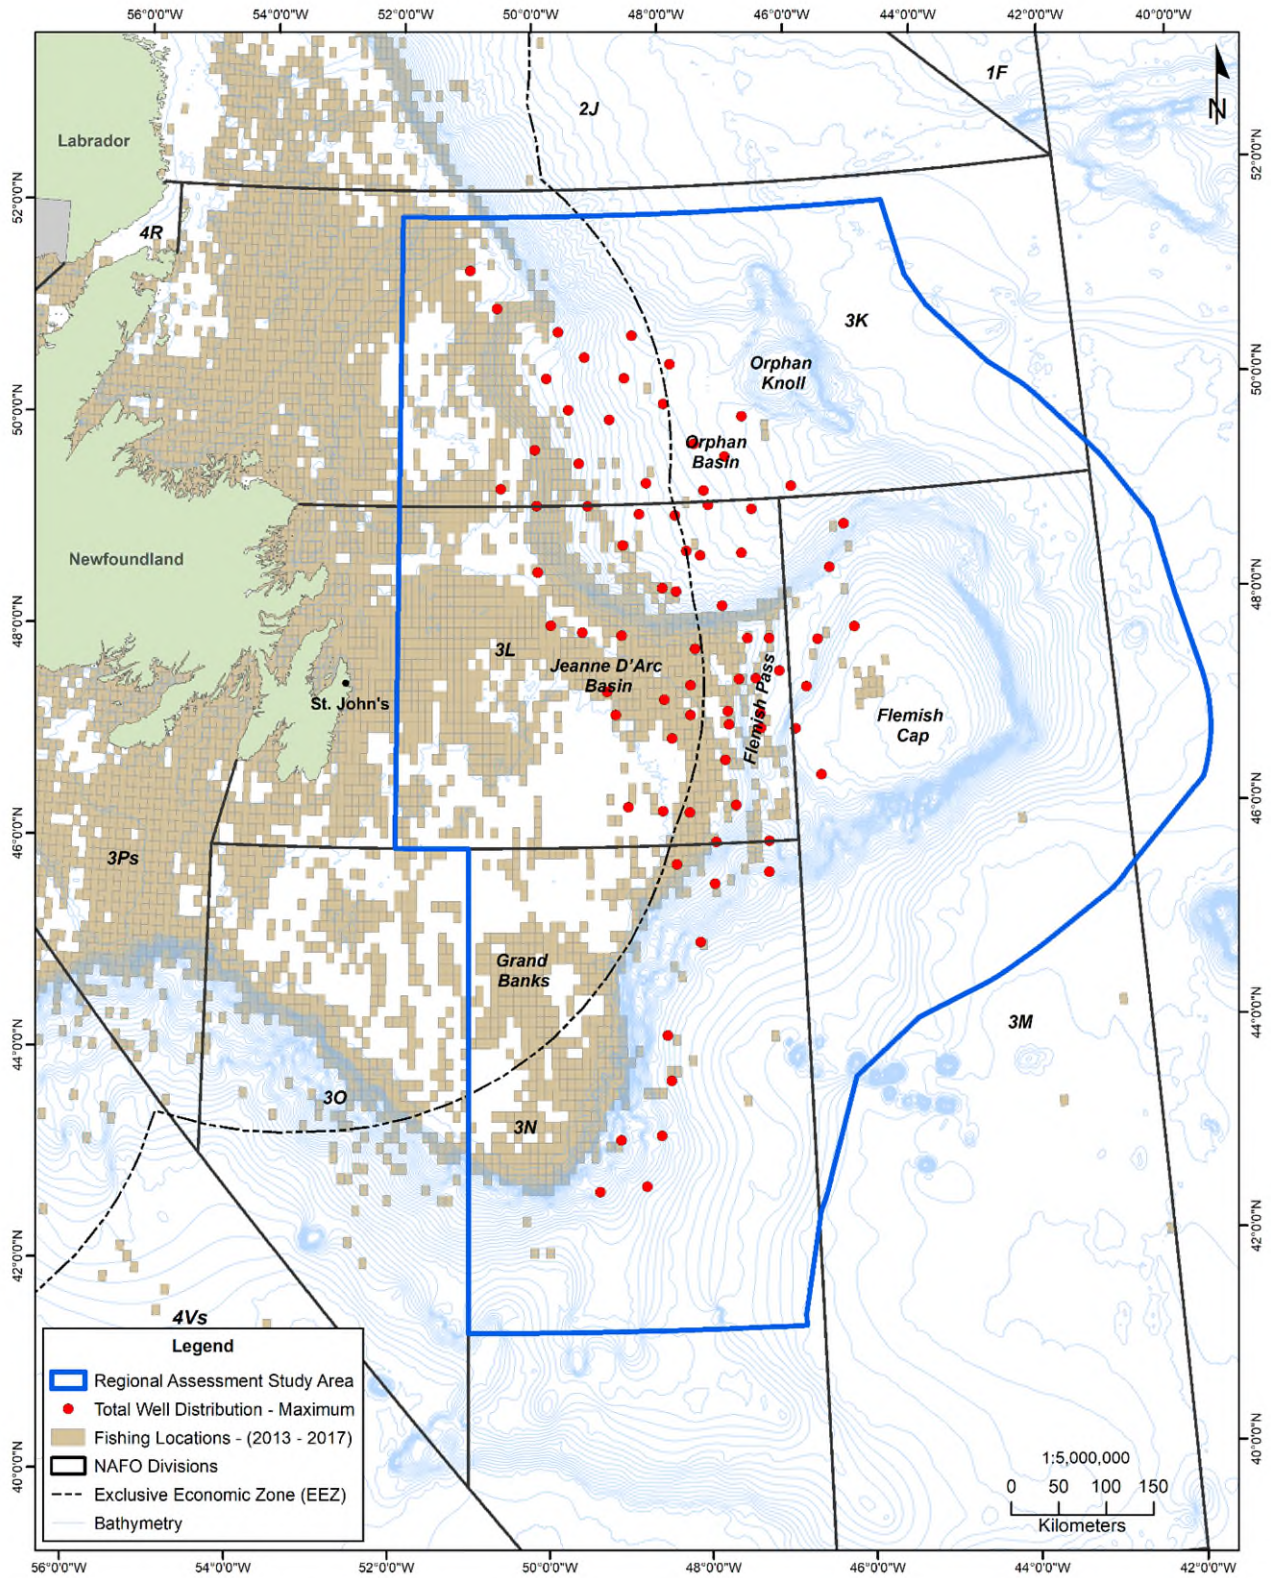 56°0'0"W 54°0'0"W 52°0'0"W 50°0'0"W 48°0'0"W 46°0'0"W 44°0'0"W 42°0'0"W 40°0'0"W
1F
2J
N
Labrador
52°0'0"N
52°0'0"N
4R
3K
Orphan
Knoll
50°0'0"N
50°0'0"N
Orphan
Basin
Newfoundland
48°0'0"N
48°0'0"N
3L
Jeanne D'Arc
Basin
St. John's
Flemish Pass
Flemish
Cap
46°0'0"N
46°0'0"N
3Ps
Grand
Banks
44°0'0"N
44°0'0"N
3M
3O
3N
42°0'0"N
42°0'0"N
4Vs
Legend
Regional Assessment Study Area
Total Well Distribution - Maximum
Fishing Locations - (2013 - 2017)
NAFO Divisions
Exclusive Economic Zone (EEZ)
Bathymetry
40°0'0"N
40°0'0"N
1:5,000,000
0 50 100 150
Kilometers
56°0'0"W 54°0'0"W 52°0'0"W 50°0'0"W 48°0'0"W 46°0'0"W 44°0'0"W 42°0'0"W